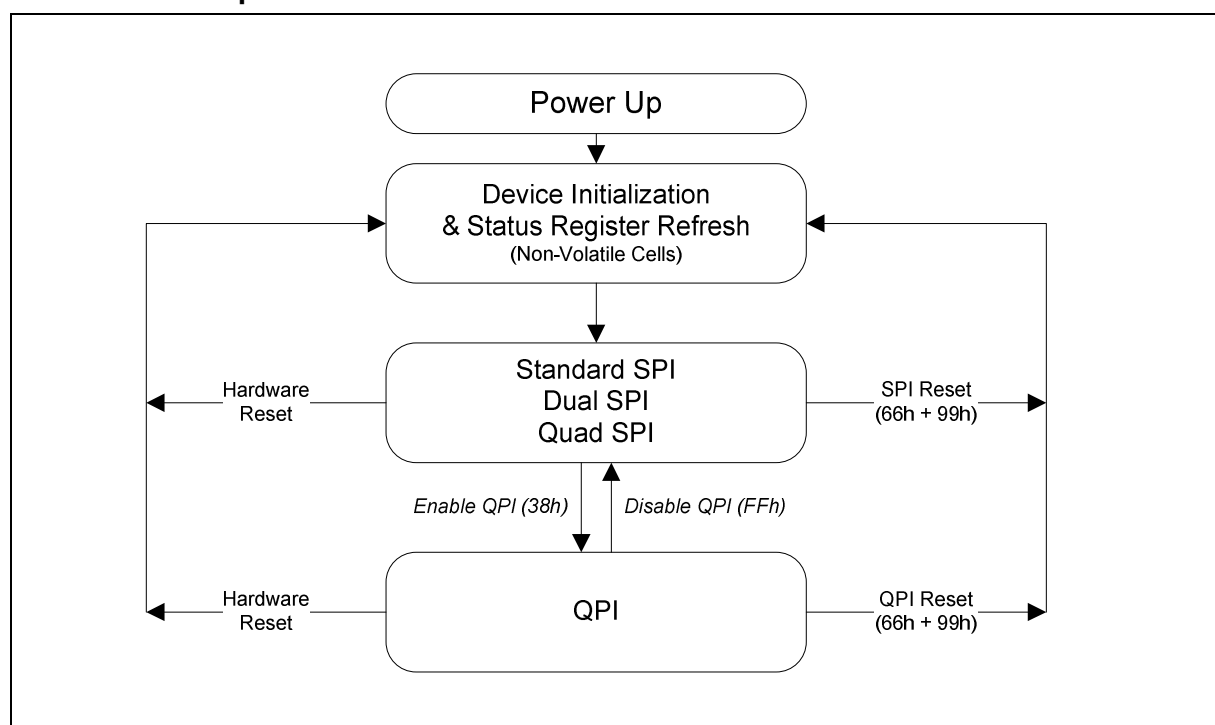 Power Up
Device Initialization
& Status Register Refresh
(Non-Volatile Cells)
Standard SPI
Dual SPI
Quad SPI
Hardware
Reset
SPI Reset
(66h + 99h)
Enable QPI (38h)
Disable QPI (FFh)
QPI
Hardware
Reset
QPI Reset
(66h + 99h)